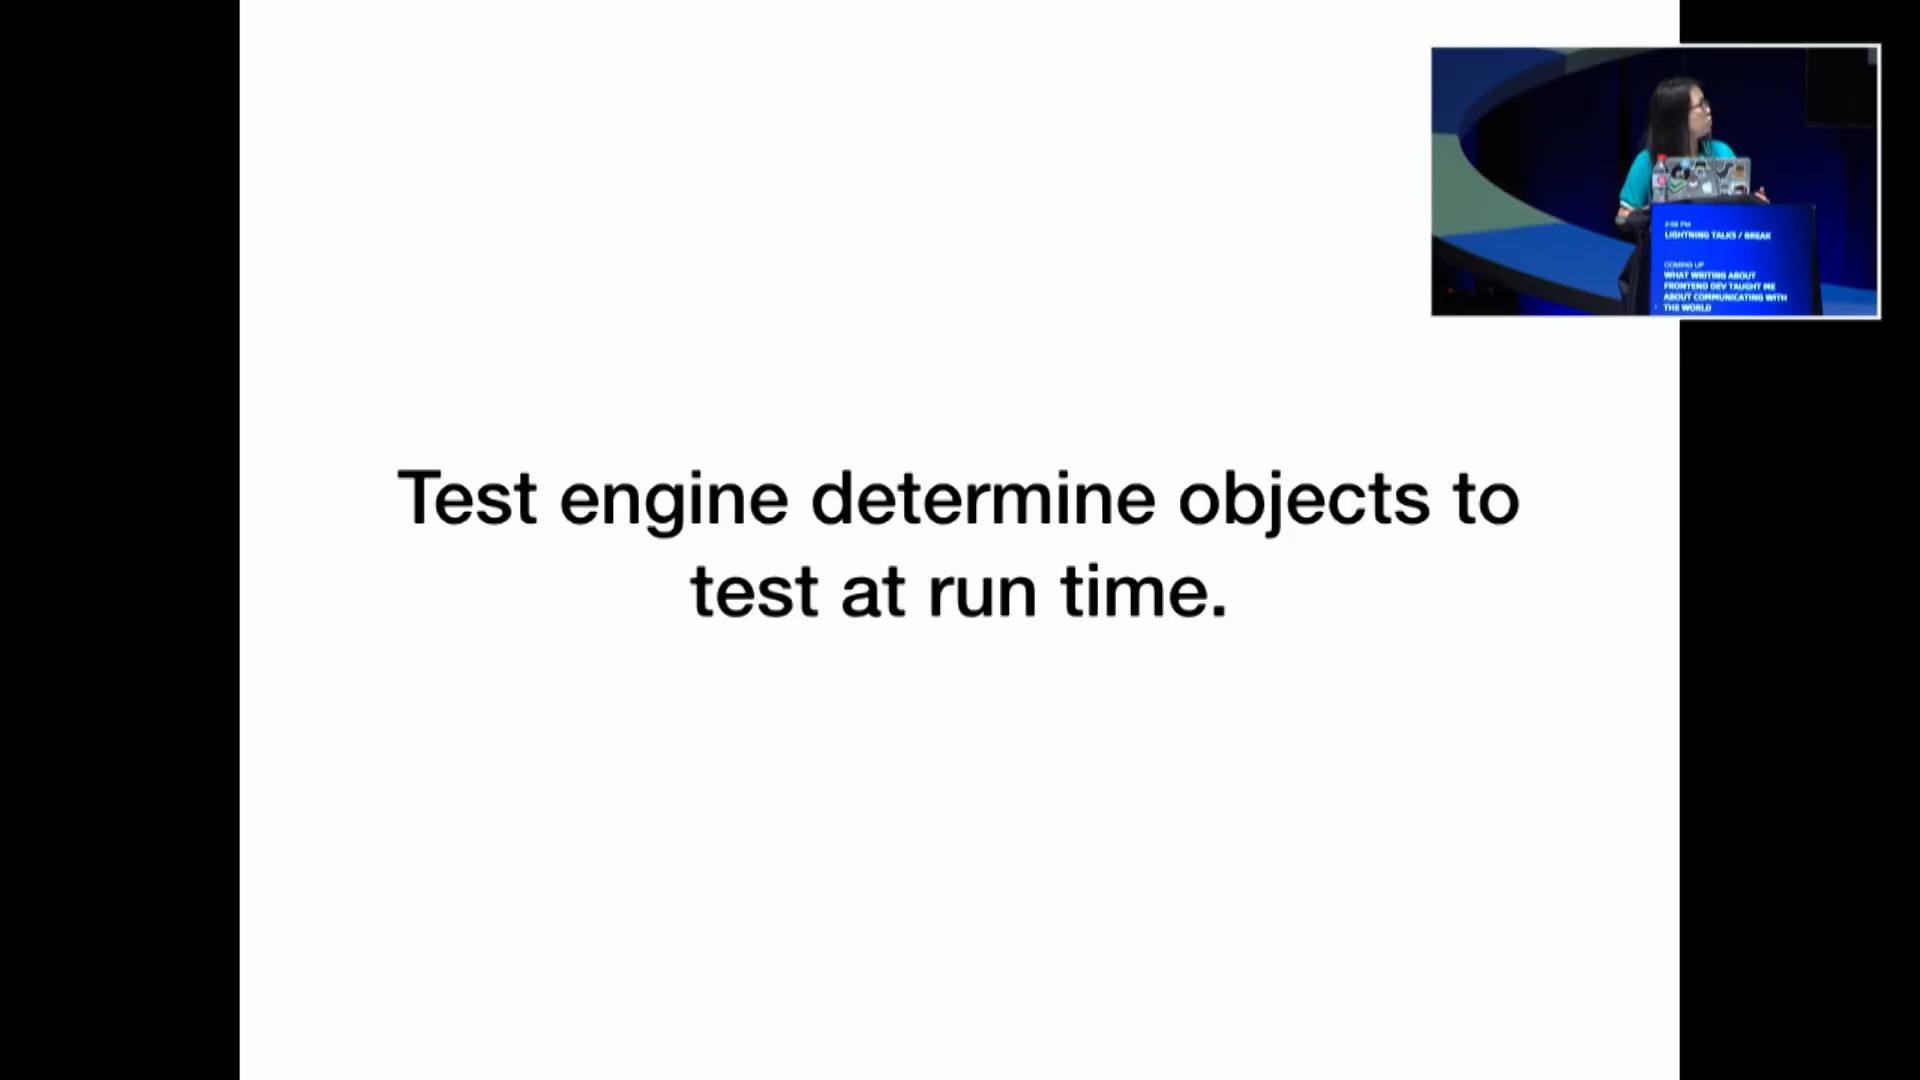 Test engine determine objects to
test at run time.
LIGHTNING TALKS / BREAK
COMING UP
WHAT WRITING ABOUT
FRONTEND DEV TAUGHT ME
ABOUT COMMUNICATING WITH
THE WORLD